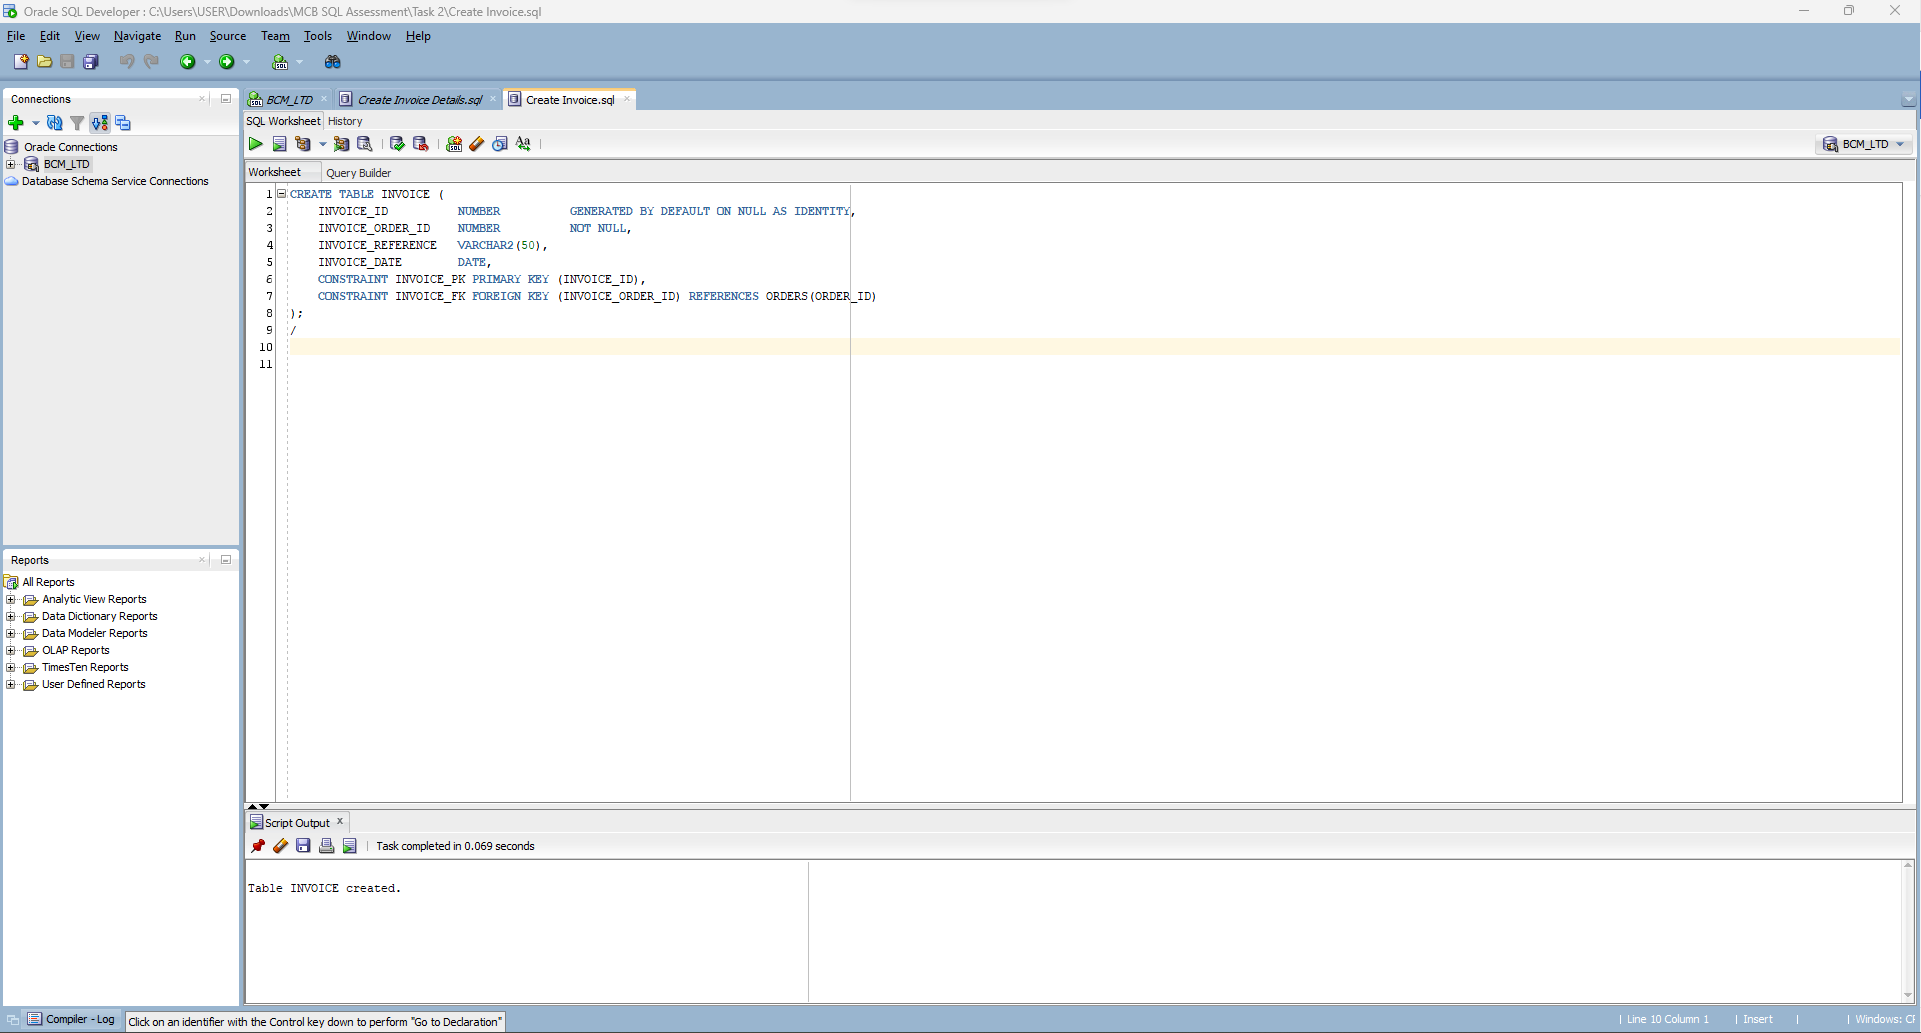 Oracle SQL Developer : C:\Users\USER\Downloads\MCB SQL Assessment\Task 2\Create Invoice.sql
File Edit View Navigate Run Source Team Tools Window Help
Connections
Oracle Connections
BCM_LTD
Database Schema Service Connections
Reports
All Reports
Analytic View Reports
Data Dictionary Reports
Data Modeler Reports
OLAP Reports
TimesTen Reports
User Defined Reports
BCM_LTD Create Invoice Details.sql Create Invoice.sql
SQL Worksheet History
BCM_LTD
Worksheet Query Builder
1 CREATE TABLE INVOICE (
2 INVOICE_ID NUMBER GENERATED BY DEFAULT ON NULL AS IDENTITY,
3 INVOICE_ORDER_ID NUMBER NOT NULL,
4 INVOICE_REFERENCE VARCHAR2(50),
5 INVOICE_DATE DATE,
6 CONSTRAINT INVOICE_PK PRIMARY KEY (INVOICE_ID),
7 CONSTRAINT INVOICE_FK FOREIGN KEY (INVOICE_ORDER_ID) REFERENCES ORDERS(ORDER_ID)
8 );
9 /
10
11
Script Output
Task completed in 0.069 seconds
Table INVOICE created.
Compiler - Log Click on an identifier with the Control key down to perform "Go to Declaration"
Line 10 Column 1 Insert Windows: